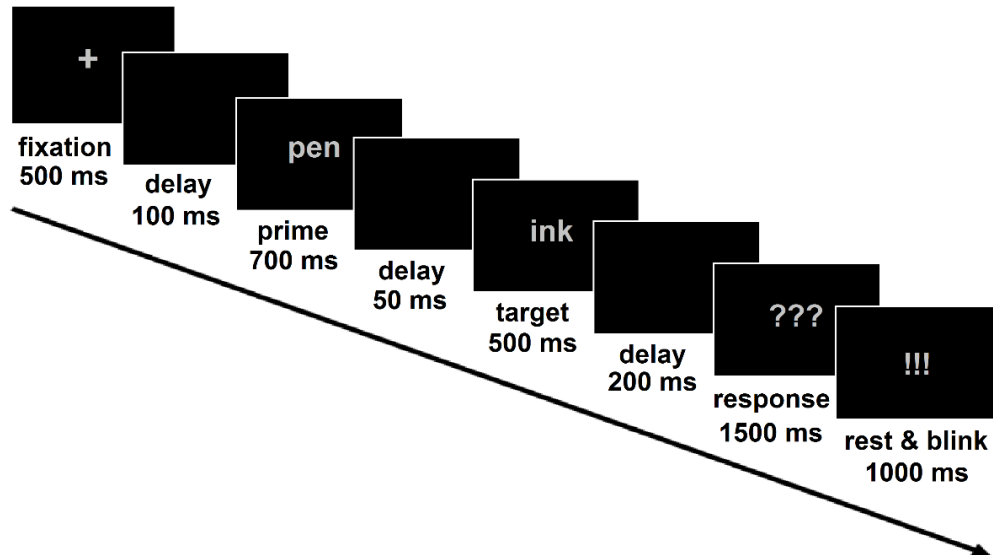 +
fixation
500 ms
delay
100 ms
pen
prime
700 ms
delay
50 ms
ink
target
500 ms
delay
200 ms
???
response
1500 ms
!!!
rest & blink
1000 ms